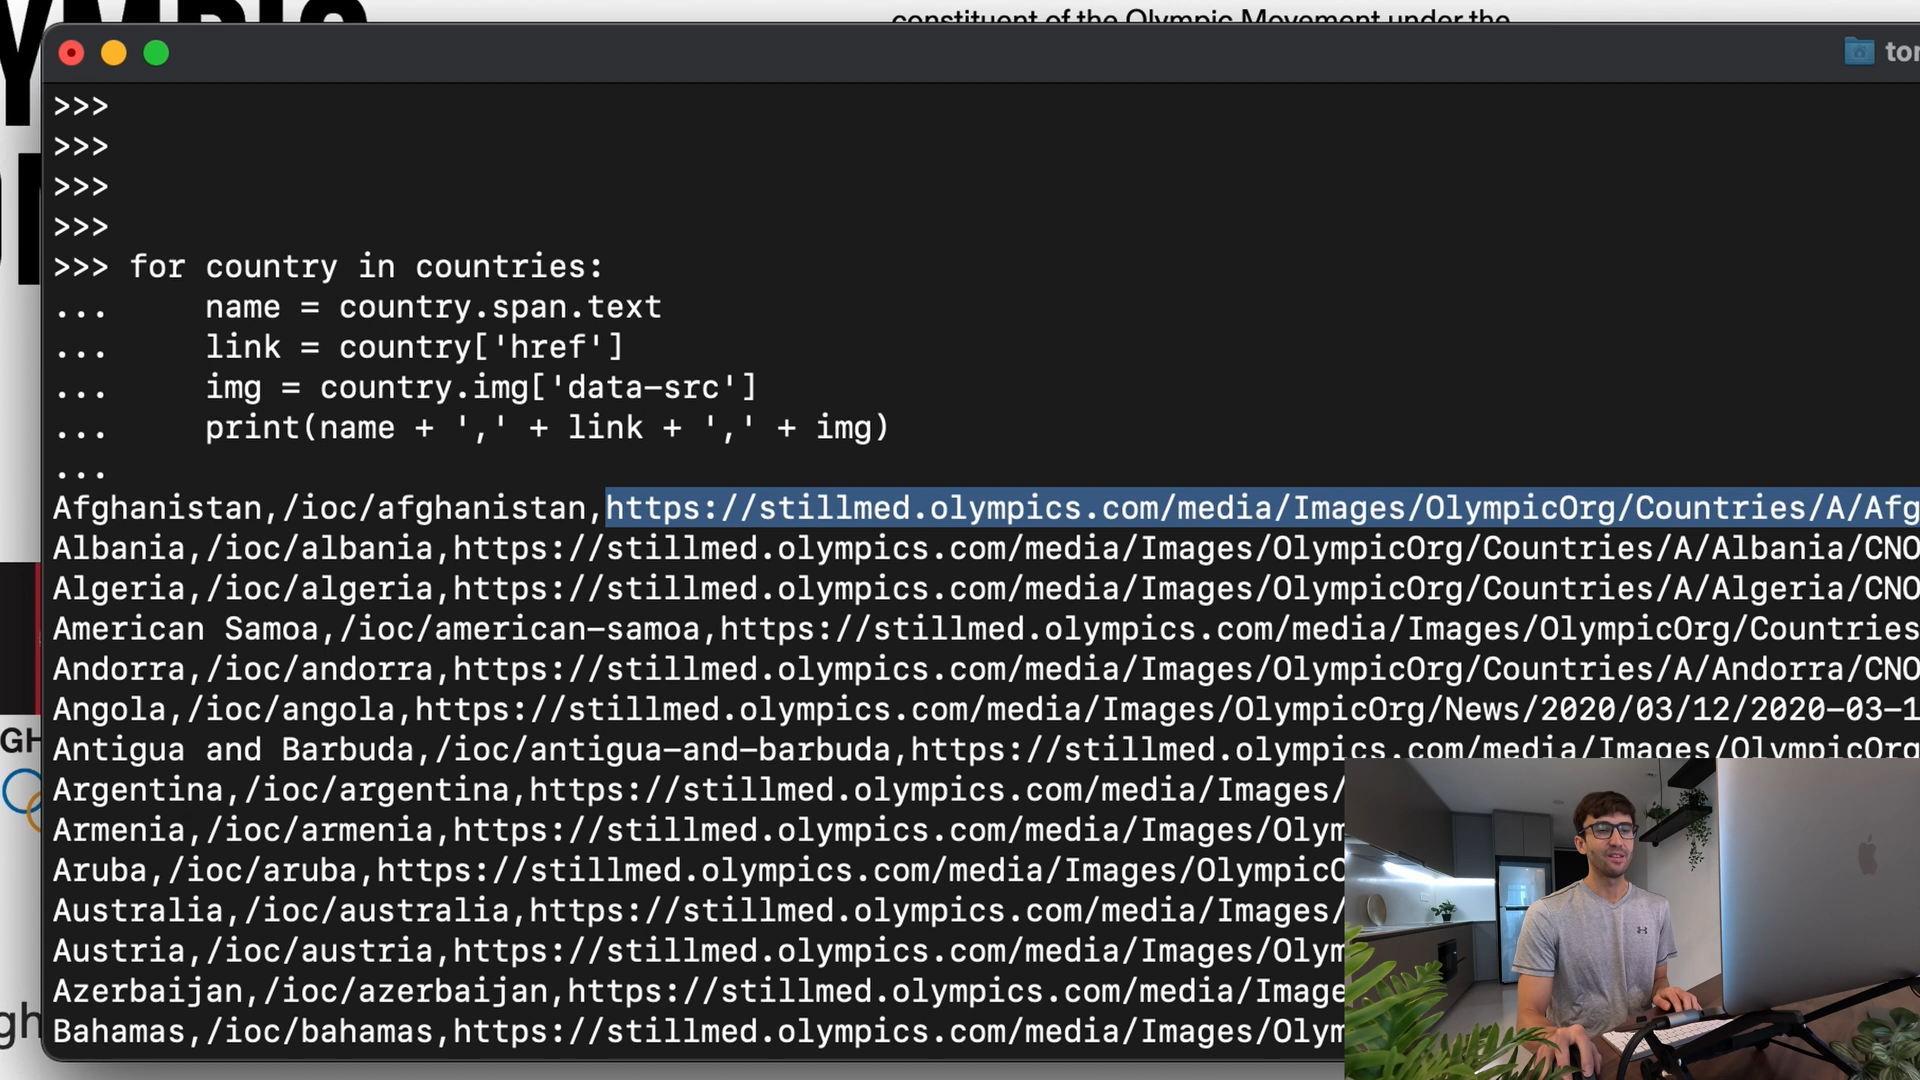 constituent of the Olympic Movement under the
>>>
>>>
>>>
>>>
>>> for country in countries:
...     name = country.span.text
...     link = country['href']
...     img = country.img['data-src']
...     print(name + ',' + link + ',' + img)
...
Afghanistan,/ioc/afghanistan,https://stillmed.olympics.com/media/Images/OlympicOrg/Countries/A/Afg
Albania,/ioc/albania,https://stillmed.olympics.com/media/Images/OlympicOrg/Countries/A/Albania/CNO
Algeria,/ioc/algeria,https://stillmed.olympics.com/media/Images/OlympicOrg/Countries/A/Algeria/CNO
American Samoa,/ioc/american-samoa,https://stillmed.olympics.com/media/Images/OlympicOrg/Countries
Andorra,/ioc/andorra,https://stillmed.olympics.com/media/Images/OlympicOrg/Countries/A/Andorra/CNO
Angola,/ioc/angola,https://stillmed.olympics.com/media/Images/OlympicOrg/News/2020/03/12/2020-03-1
Antigua and Barbuda,/ioc/antigua-and-barbuda,https://stillmed.olympics.com/media/Images/OlympicOrg
Argentina,/ioc/argentina,https://stillmed.olympics.com/media/Images/
Armenia,/ioc/armenia,https://stillmed.olympics.com/media/Images/Olym
Aruba,/ioc/aruba,https://stillmed.olympics.com/media/Images/OlympicO
Australia,/ioc/australia,https://stillmed.olympics.com/media/Images/
Austria,/ioc/austria,https://stillmed.olympics.com/media/Images/Olym
Azerbaijan,/ioc/azerbaijan,https://stillmed.olympics.com/media/Image
Bahamas,/ioc/bahamas,https://stillmed.olympics.com/media/Images/Olym